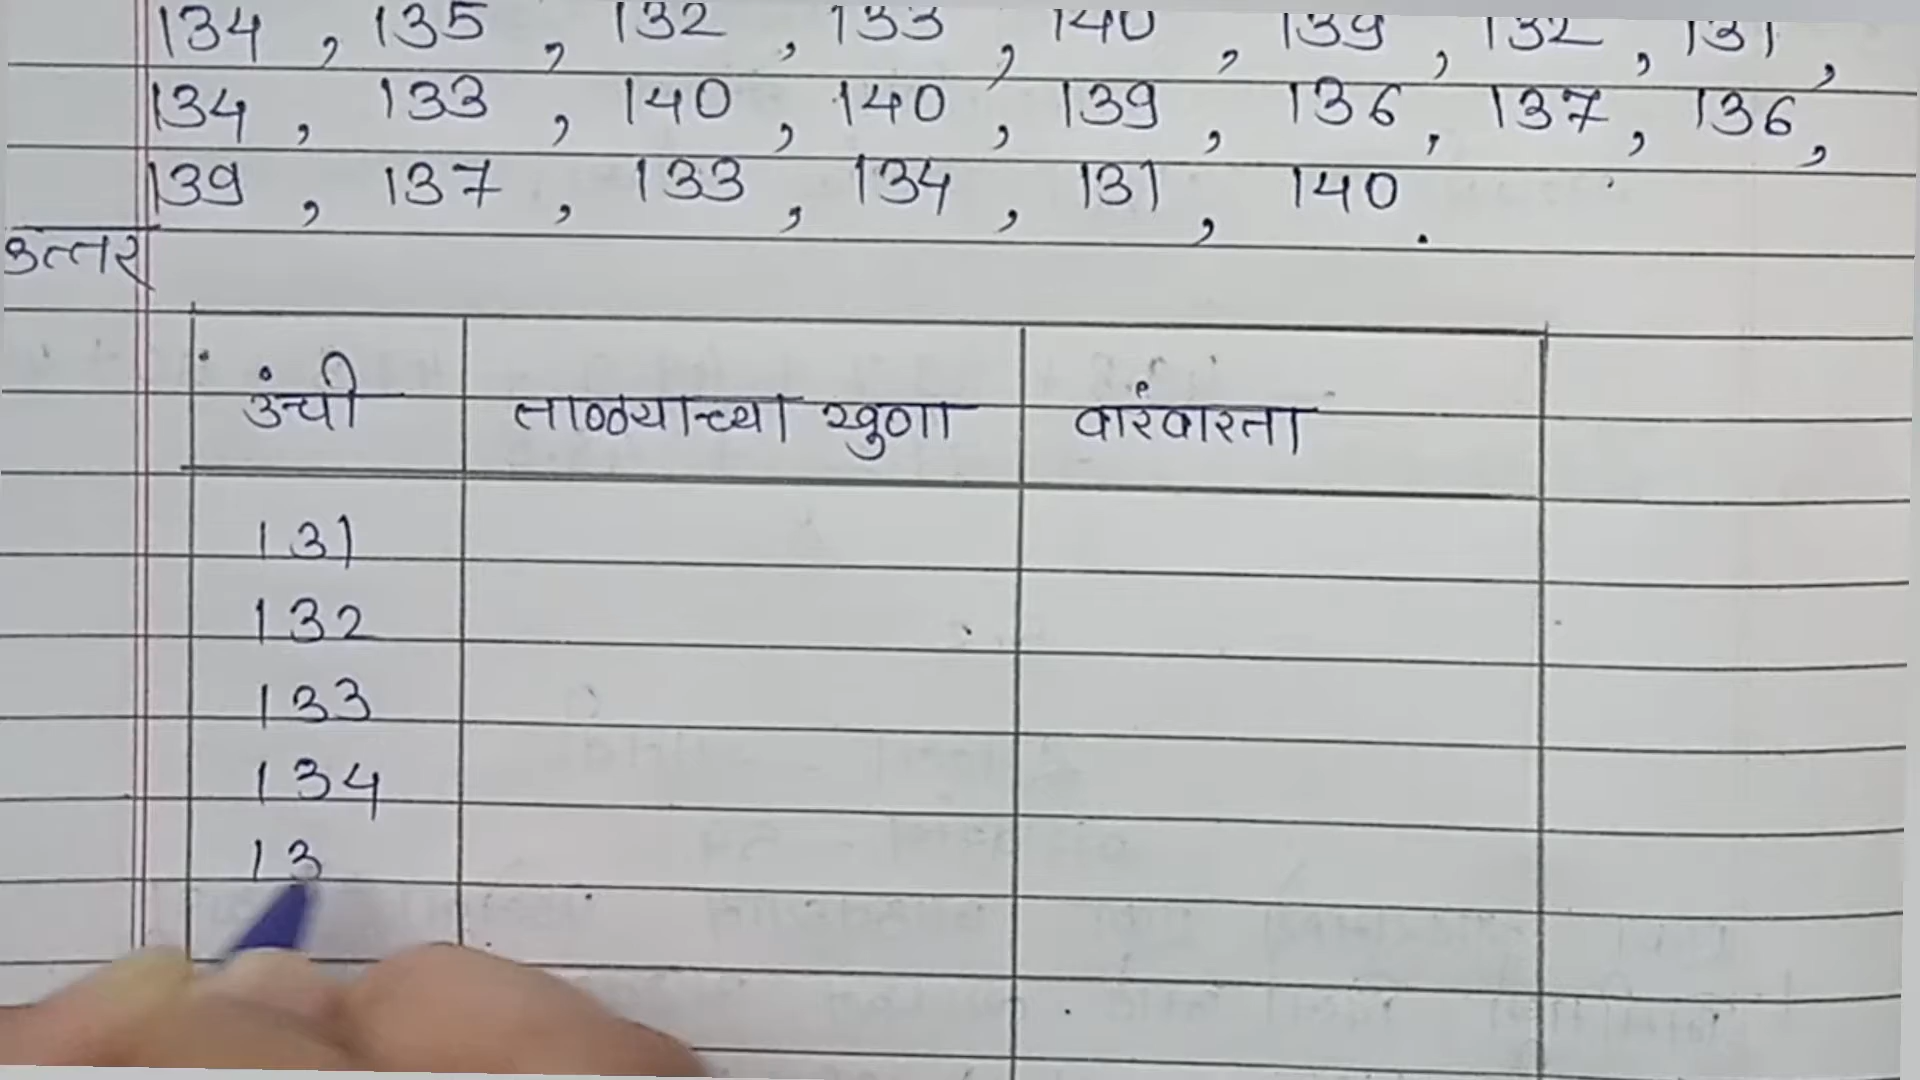 134 , 135 , 132 , 133 , 140 , 139 , 132 , 131 ,
134 , 133 , 140 , 140 , 139 , 136 , 137 , 136 ,
139 , 137 , 133 , 134 , 131 , 140 .
उत्तर
उंची ताळ्याच्या खुणा वारंवारता
131
132
133
134
13